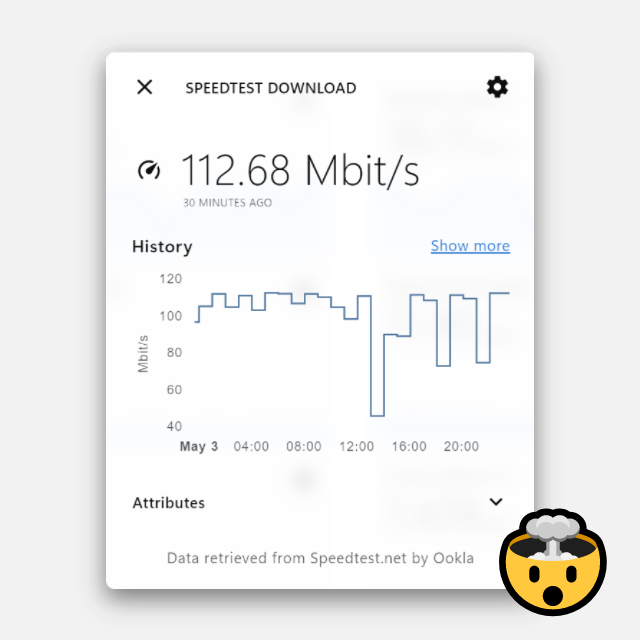 SPEEDTEST DOWNLOAD
112.68 Mbit/s
30 MINUTES AGO
History Show more
120
100
80
60
40
Mbit/s
May 3 04:00 08:00 12:00 16:00 20:00
Attributes
Data retrieved from Speedtest.net by Ookla